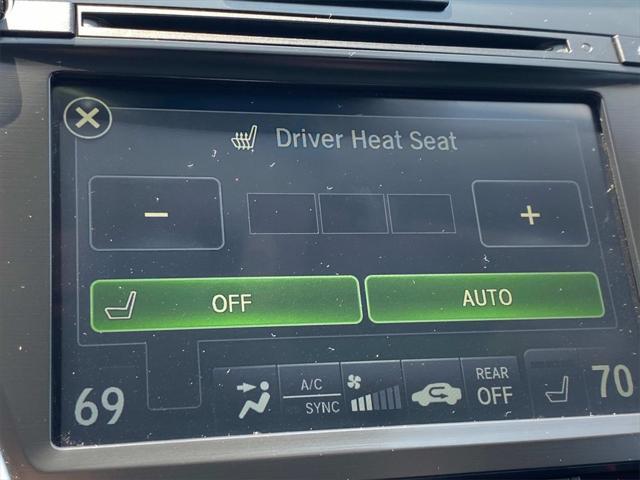 Driver Heat Seat
− +
OFF AUTO
69 A/C SYNC REAR OFF 70